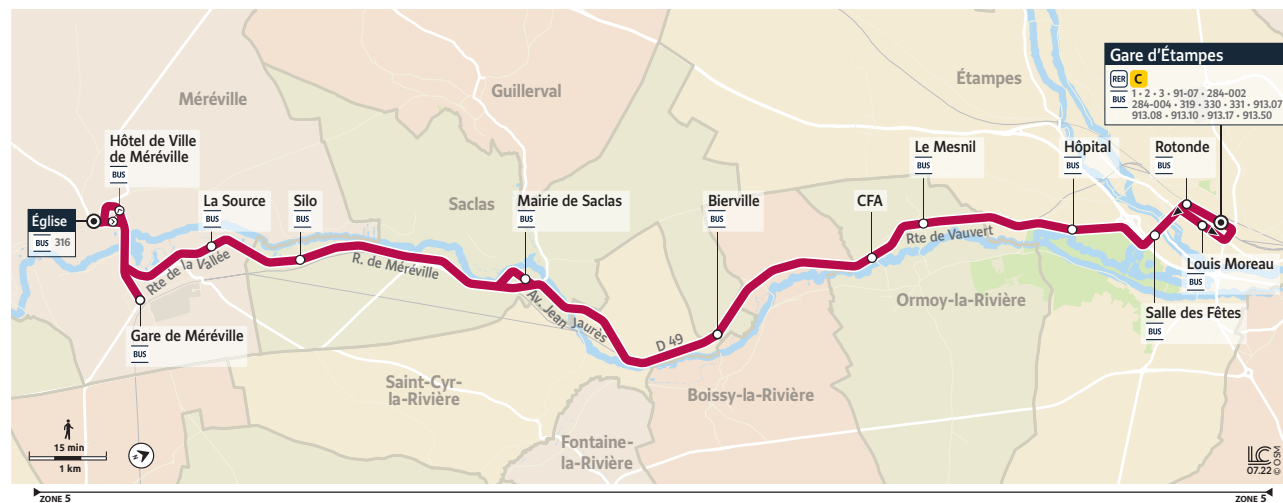 Gare d'Étampes
RER C
BUS 1 • 2 • 3 • 91-07 • 284-002
284-004 • 319 • 330 • 331 • 913.07
913.08 • 913.10 • 913.17 • 913.50
Étampes
Guillerval
Méréville
Hôtel de Ville
de Méréville
BUS
Le Mesnil
BUS
Hôpital
BUS
Rotonde
BUS
La Source
BUS
Silo
BUS
Saclas
Mairie de Saclas
BUS
Bierville
BUS
CFA
Église
BUS 316
Rte de la Vallée
R. de Méréville
Rte de Vauvert
Louis Moreau
BUS
Av. Jean Jaurès
Ormoy-la-Rivière
Salle des Fêtes
BUS
Gare de Méréville
BUS
D 49
Saint-Cyr-
la-Rivière
Boissy-la-Rivière
Fontaine-
la-Rivière
15 min
1 km
N
LC
07.22
© OSM
ZONE 5
ZONE 5